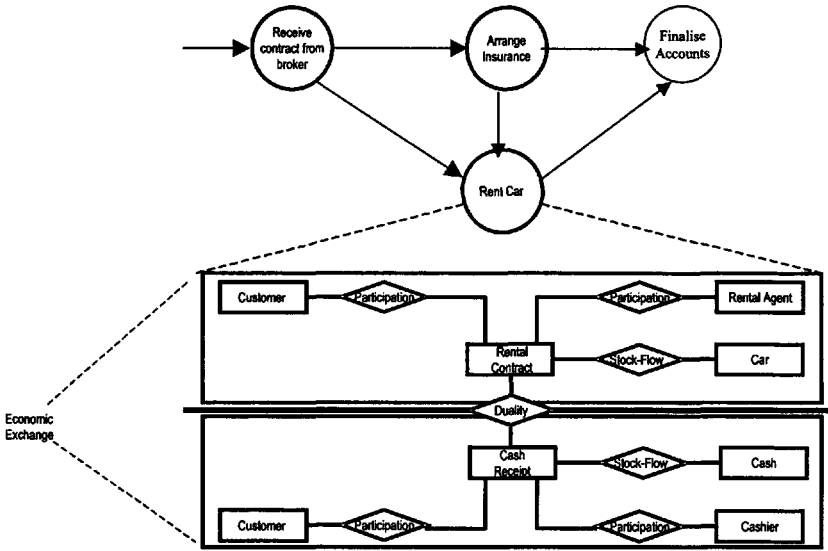 Receive
contract from
broker
Arrange
Insurance
Finalise
Accounts
Rent Car
Customer
Participation
Participation
Rental Agent
Rental
Contract
Stock-Flow
Car
Economic
Exchange
Duality
Cash
Receipt
Stock-Flow
Cash
Customer
Participation
Participation
Cashier